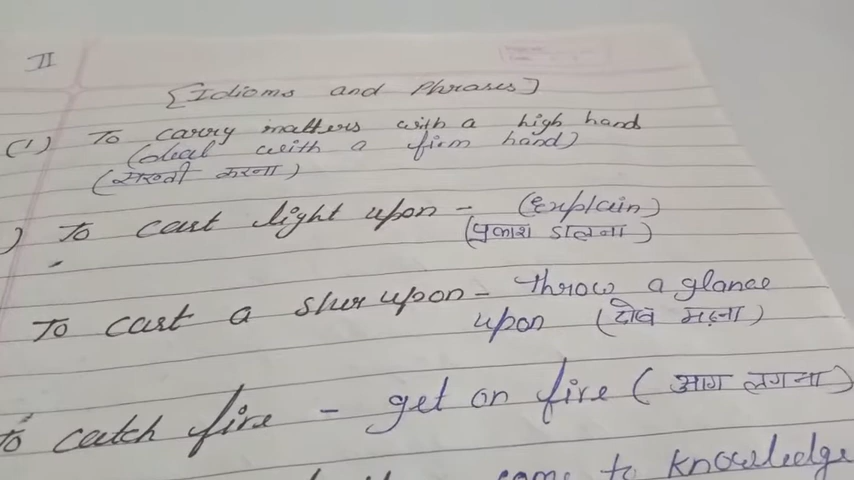 II
{Idioms and Phrases}
(1) To carry matters with a high hand
(deal with a firm hand)
(सख्ती करना)
) To cast light upon - (explain)
(प्रकाश डालना)
To cast a slur upon - throw a glance
upon (दोष मढ़ना)
To catch fire - get on fire (आग लगना)
come to knowledge